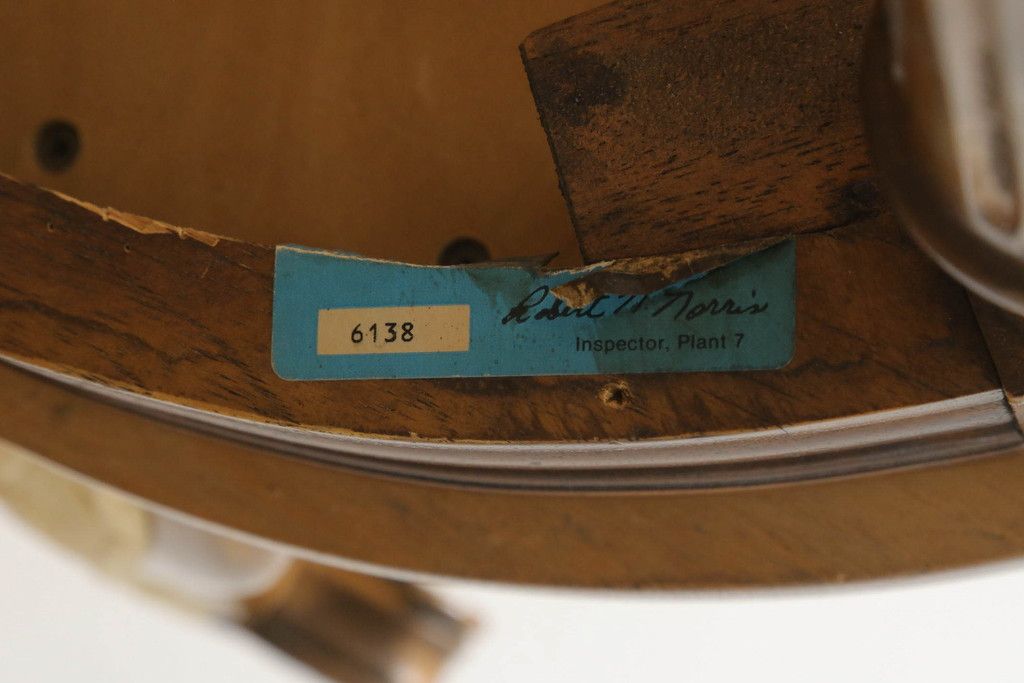 6138
Robert W. Norris
Inspector, Plant 7